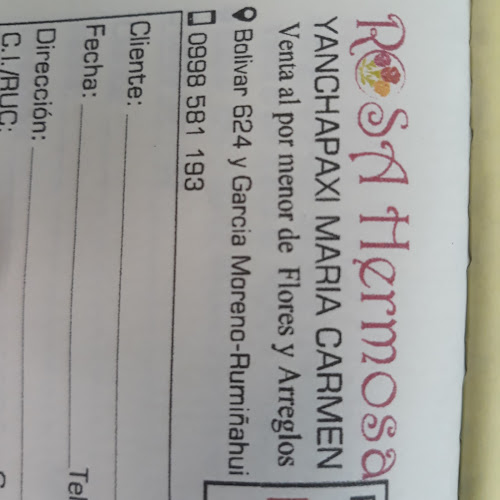 ROSA Hermosa
YANCHAPAXI MARIA CARMEN
Venta al por menor de Flores y Arreglos
Bolivar 624 y Garcia Moreno-Rumiñahui
0998 581 193
Cliente:
Fecha: Tel
Dirección:
C.I./RUC: